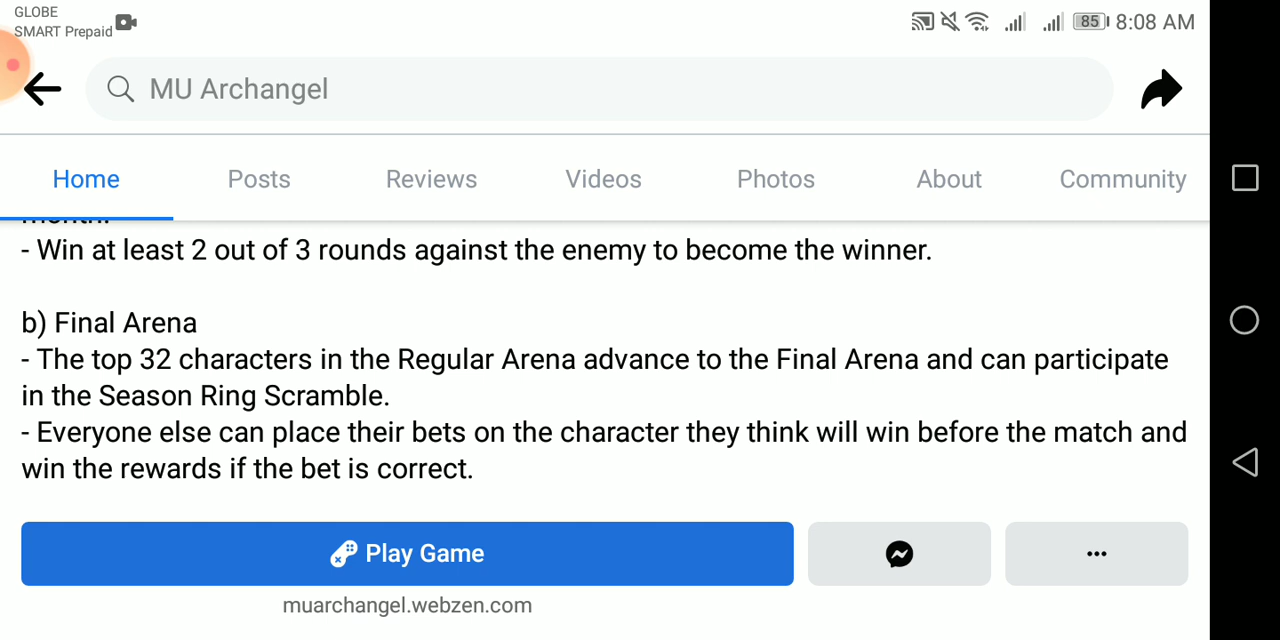 GLOBE
SMART Prepaid
85 8:08 AM
MU Archangel
Home Posts Reviews Videos Photos About Community
month.
- Win at least 2 out of 3 rounds against the enemy to become the winner.
b) Final Arena
- The top 32 characters in the Regular Arena advance to the Final Arena and can participate
in the Season Ring Scramble.
- Everyone else can place their bets on the character they think will win before the match and
win the rewards if the bet is correct.
Play Game
muarchangel.webzen.com